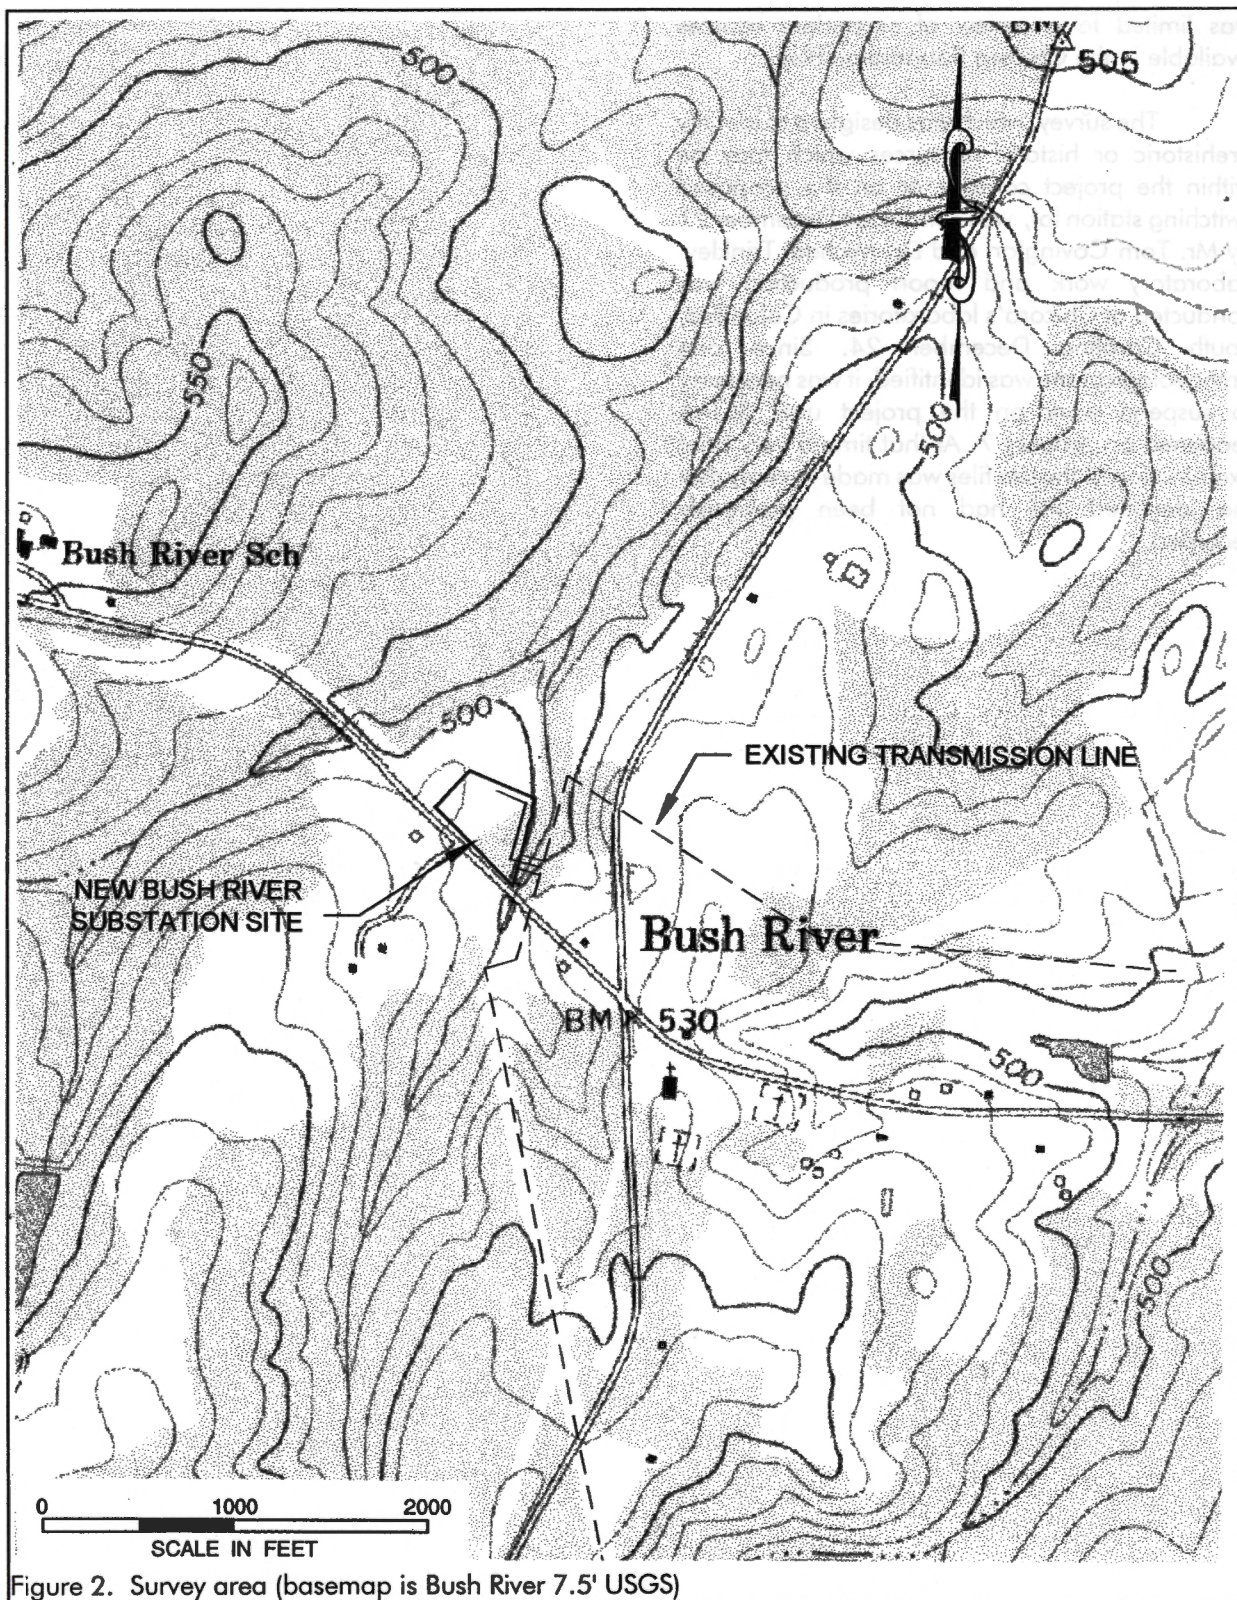 500
BM
505
550
500
Bush River Sch
500
EXISTING TRANSMISSION LINE
NEW BUSH RIVER
SUBSTATION SITE
Bush River
BM × 530
500
500
0 1000 2000
SCALE IN FEET
Figure 2. Survey area (basemap is Bush River 7.5' USGS)